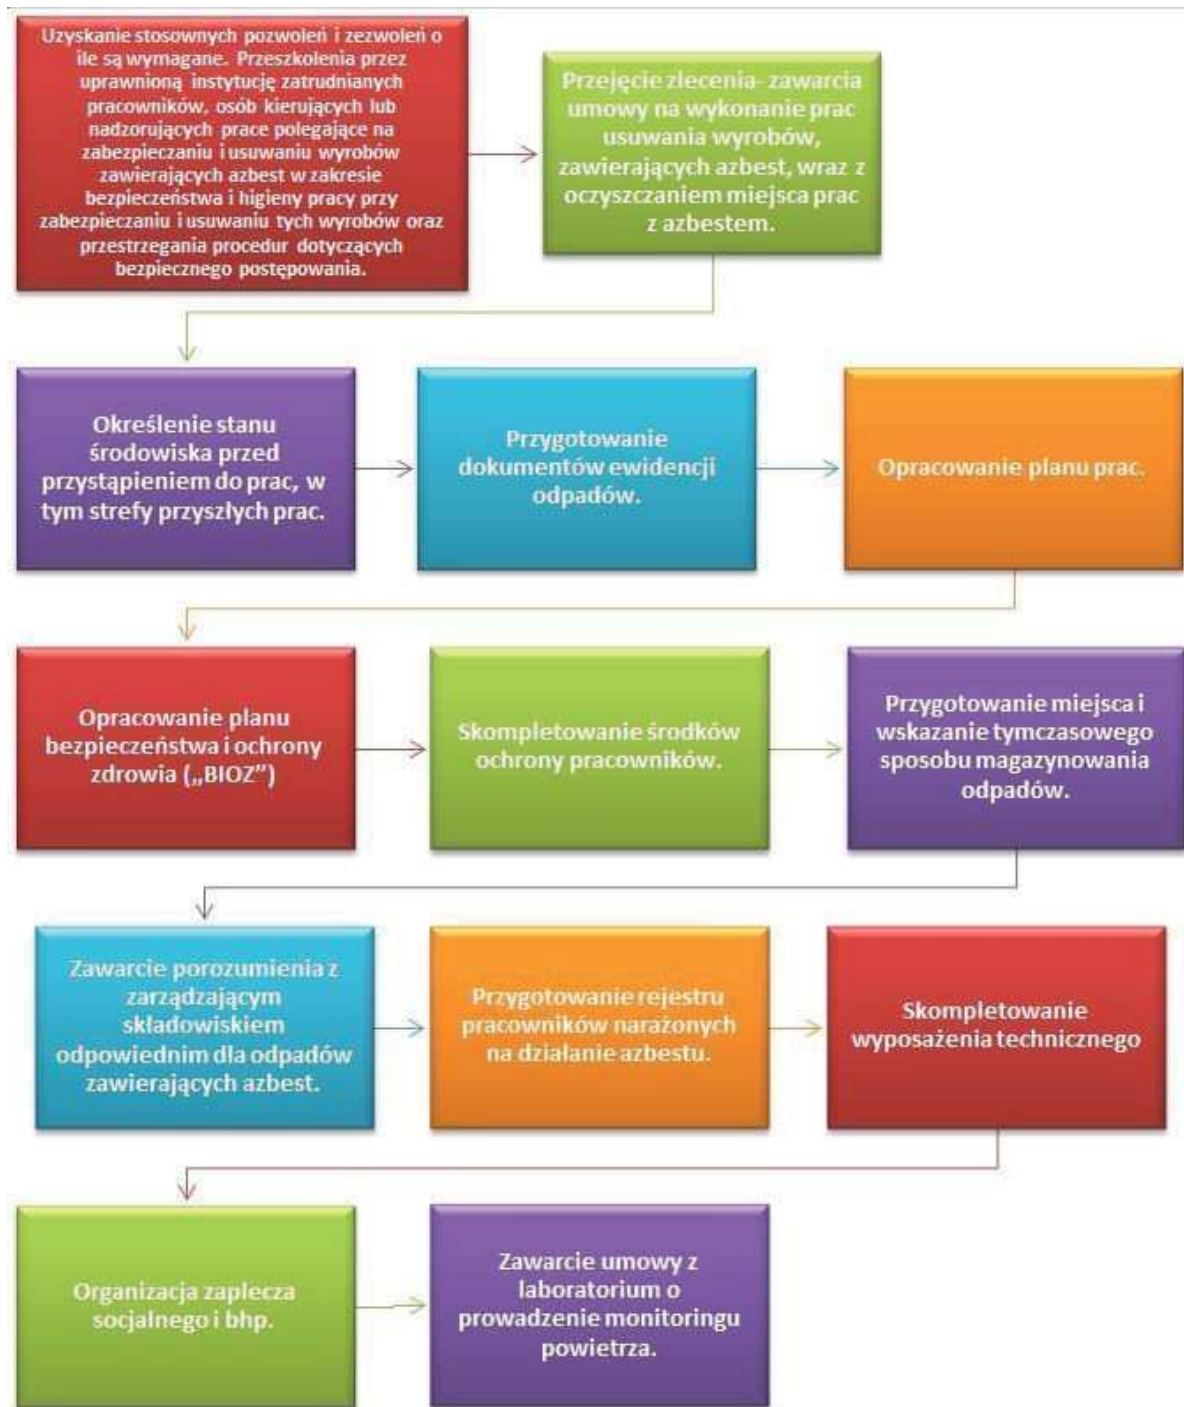 Uzyskanie stosownych pozwoleń i zezwoleń o
ile są wymagane. Przeszkolenia przez
uprawnioną instytucję zatrudnianych
pracowników, osób kierujących lub
nadzorujących prace polegające na
zabezpieczaniu i usuwaniu wyrobów
zawierających azbest w zakresie
bezpieczeństwa i higieny pracy przy
zabezpieczaniu i usuwaniu tych wyrobów oraz
przestrzegania procedur dotyczących
bezpiecznego postępowania.
Przejęcie zlecenia- zawarcia
umowy na wykonanie prac
usuwania wyrobów,
zawierających azbest, wraz z
oczyszczaniem miejsca prac
z azbestem.
Określenie stanu
środowiska przed
przystąpieniem do prac, w
tym strefy przyszłych prac.
Przygotowanie
dokumentów ewidencji
odpadów.
Opracowanie planu prac.
Opracowanie planu
bezpieczeństwa i ochrony
zdrowia („BIOZ")
Skompletowanie środków
ochrony pracowników.
Przygotowanie miejsca i
wskazanie tymczasowego
sposobu magazynowania
odpadów.
Zawarcie porozumienia z
zarządzającym
składowiskiem
odpowiednim dla odpadów
zawierających azbest.
Przygotowanie rejestru
pracowników narażonych
na działanie azbestu.
Skompletowanie
wyposażenia technicznego
Organizacja zaplecza
socjalnego i bhp.
Zawarcie umowy z
laboratorium o
prowadzenie monitoringu
powietrza.